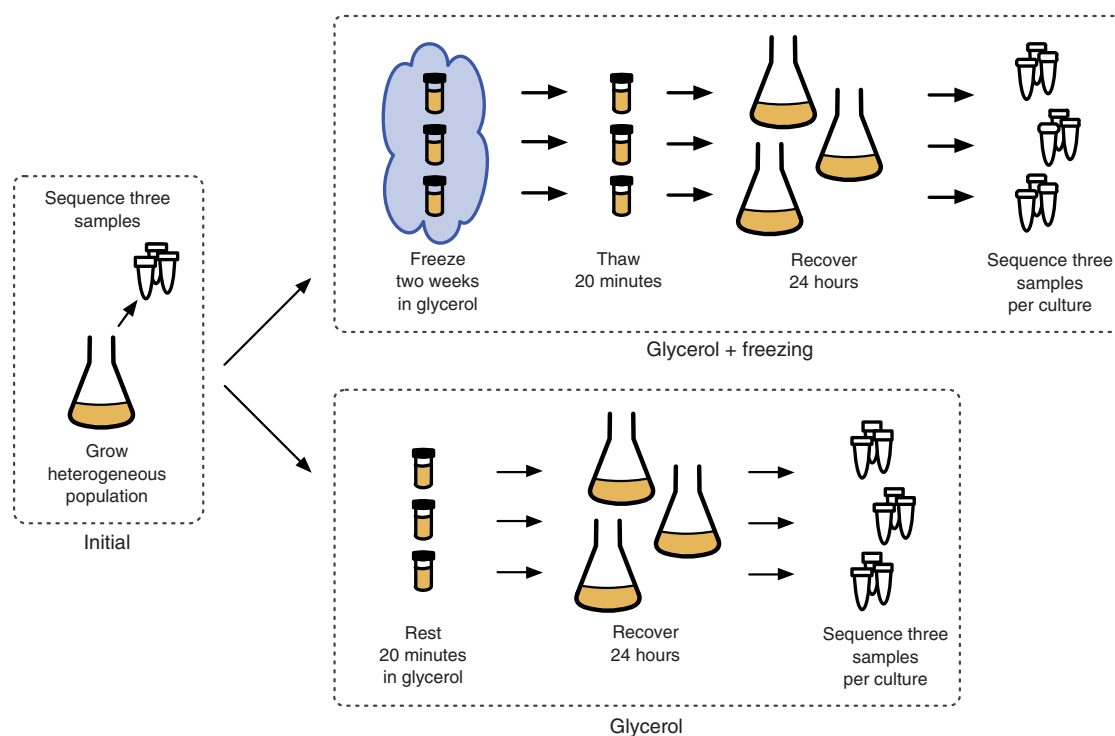 Sequence three
samples
Grow
heterogeneous
population
Initial
Freeze
two weeks
in glycerol
Thaw
20 minutes
Recover
24 hours
Sequence three
samples
per culture
Glycerol + freezing
Rest
20 minutes
in glycerol
Recover
24 hours
Sequence three
samples
per culture
Glycerol